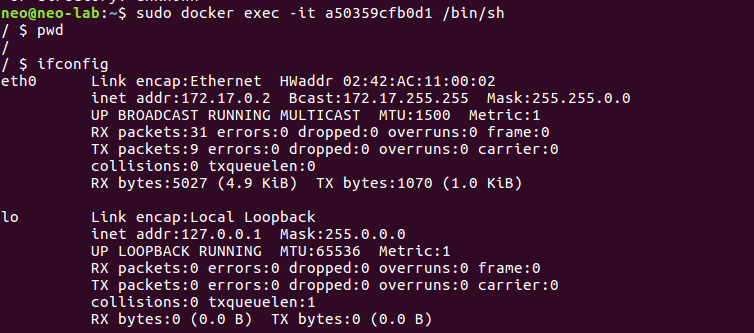 neo@neo-lab:~$ sudo docker exec -it a50359cfb0d1 /bin/sh
/ $ pwd
/
/ $ ifconfig
eth0      Link encap:Ethernet  HWaddr 02:42:AC:11:00:02
          inet addr:172.17.0.2  Bcast:172.17.255.255  Mask:255.255.0.0
          UP BROADCAST RUNNING MULTICAST  MTU:1500  Metric:1
          RX packets:31 errors:0 dropped:0 overruns:0 frame:0
          TX packets:9 errors:0 dropped:0 overruns:0 carrier:0
          collisions:0 txqueuelen:0
          RX bytes:5027 (4.9 KiB)  TX bytes:1070 (1.0 KiB)

lo        Link encap:Local Loopback
          inet addr:127.0.0.1  Mask:255.0.0.0
          UP LOOPBACK RUNNING  MTU:65536  Metric:1
          RX packets:0 errors:0 dropped:0 overruns:0 frame:0
          TX packets:0 errors:0 dropped:0 overruns:0 carrier:0
          collisions:0 txqueuelen:1
          RX bytes:0 (0.0 B)  TX bytes:0 (0.0 B)